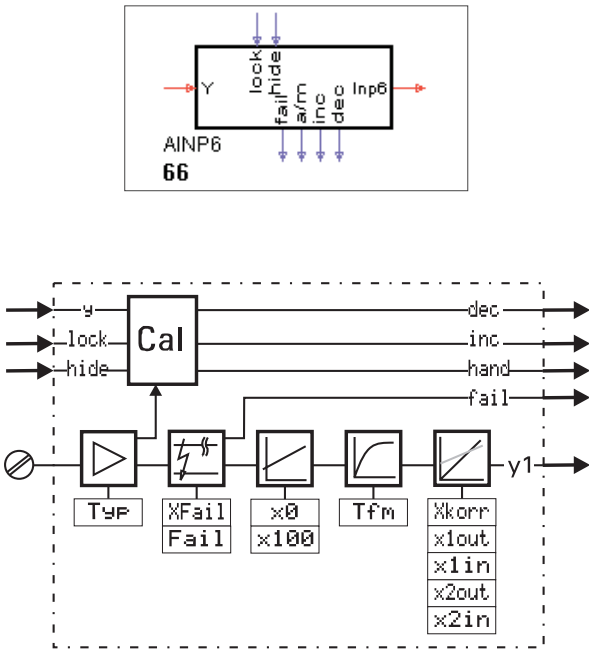 lock
hide
Y
Inp6
fail
a/m
inc
dec
AINP6
66
y
dec
lock
Cal
inc
hide
hand
fail
y1
Typ
XFail
x0
Tfm
Xkorr
Fail
x100
x1out
x1in
x2out
x2in